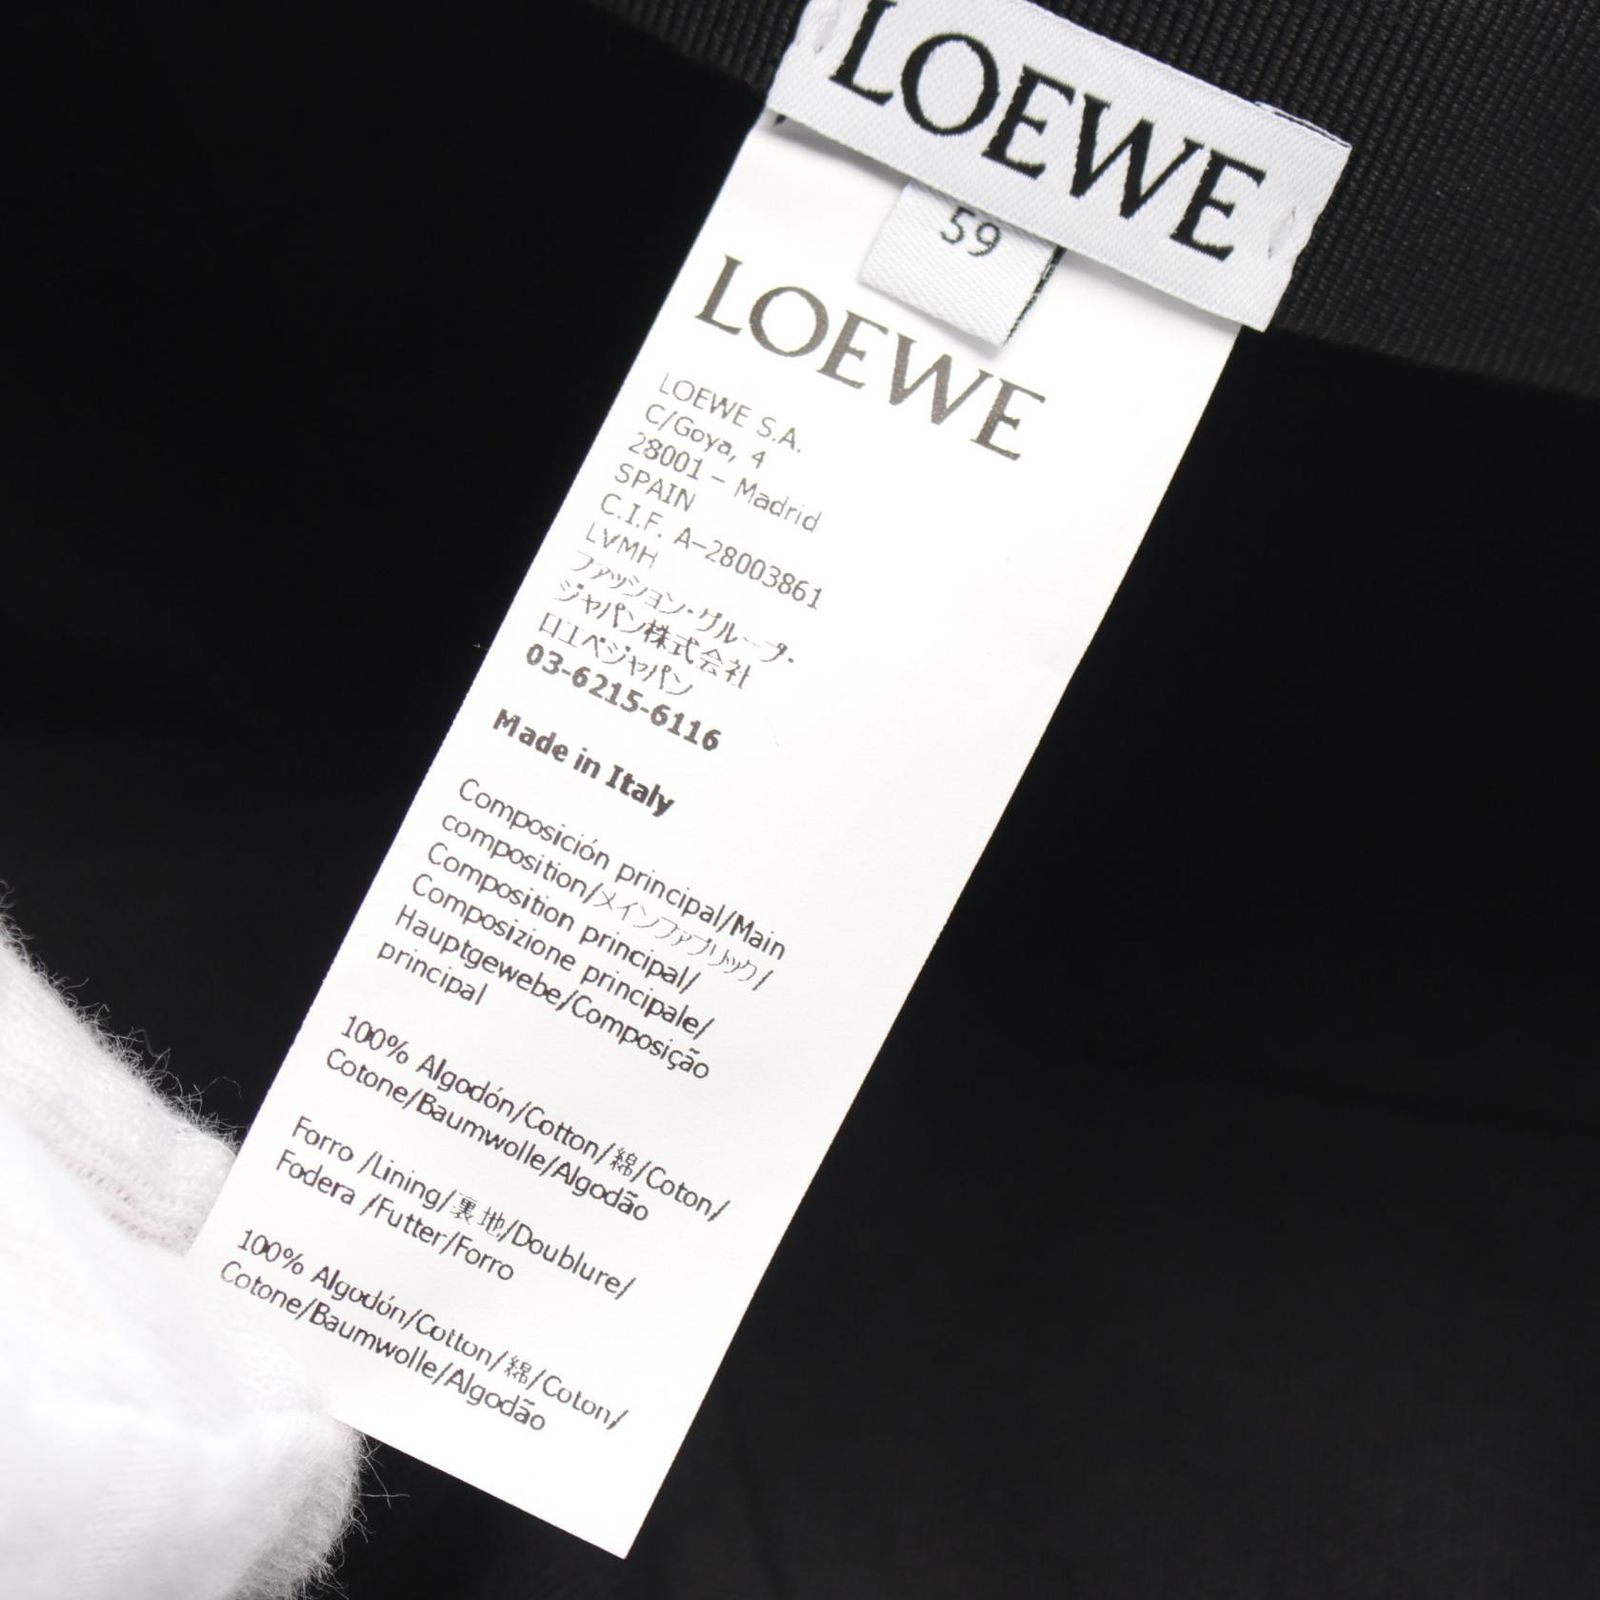 LOEWE
59
LOEWE
LOEWE S.A.
C/Goya, 4
28001 - Madrid
SPAIN
C.I.F. A-28003861
LVMH
ファッション・グループ・
ジャパン株式会社
ロエベジャパン
03-6215-6116
Made in Italy
Composición principal/Main
composition/メインファブリック/
Composition principal/
Composizione principale/
Hauptgewebe/Composição
principal
100% Algodón/Cotton/綿/Coton/
Cotone/Baumwolle/Algodão
Forro /Lining/裏地/Doublure/
Fodera /Futter/Forro
100% Algodón/Cotton/綿/Coton/
Cotone/Baumwolle/Algodão